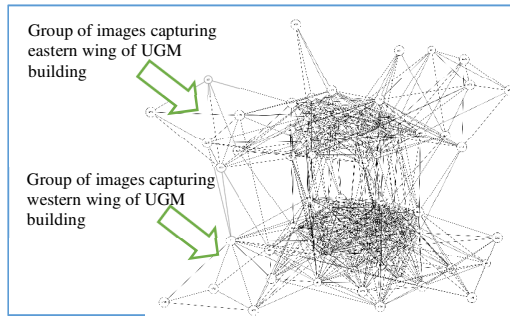 Group of images capturing
eastern wing of UGM
building
Group of images capturing
western wing of UGM
building